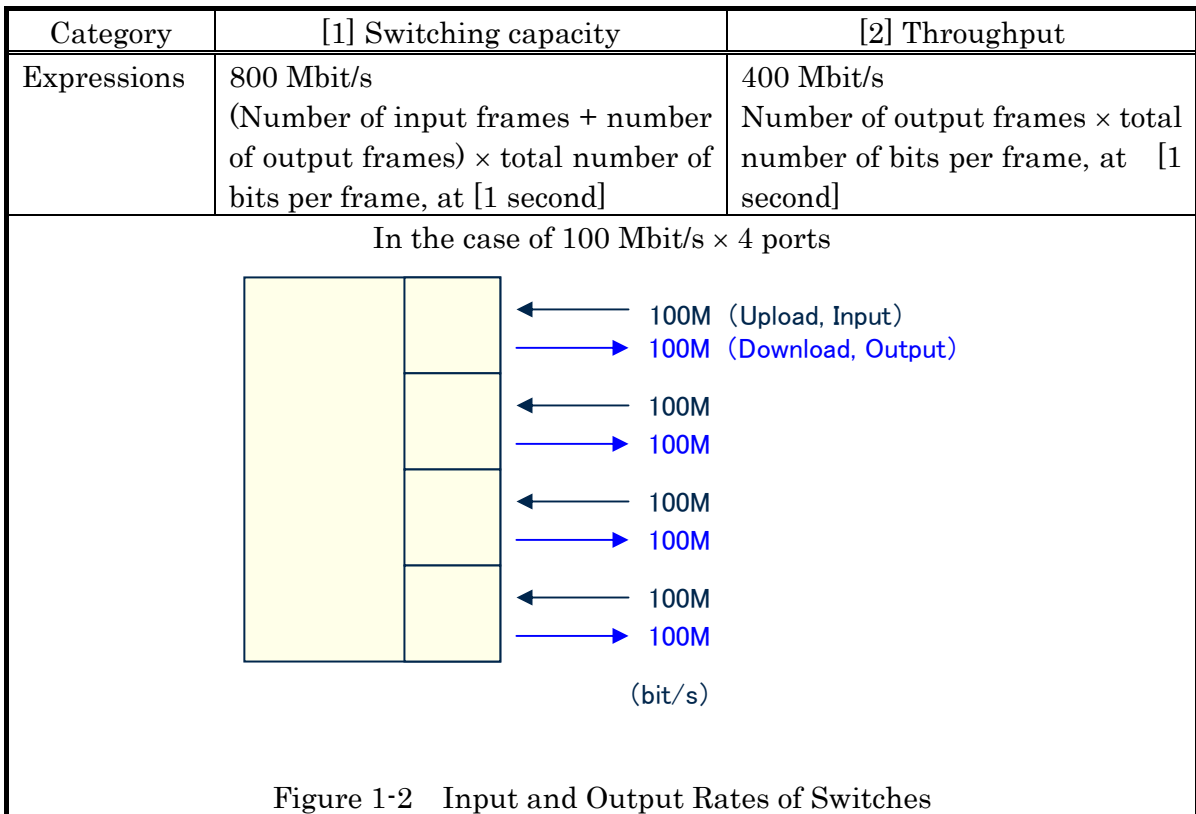 Category [1] Switching capacity [2] Throughput
Expressions 800 Mbit/s 400 Mbit/s
(Number of input frames + number Number of output frames × total
of output frames) × total number of number of bits per frame, at [1
bits per frame, at [1 second] second]
In the case of 100 Mbit/s × 4 ports
100M (Upload, Input)
100M (Download, Output)
100M
100M
100M
100M
100M
100M
(bit/s)
Figure 1-2 Input and Output Rates of Switches